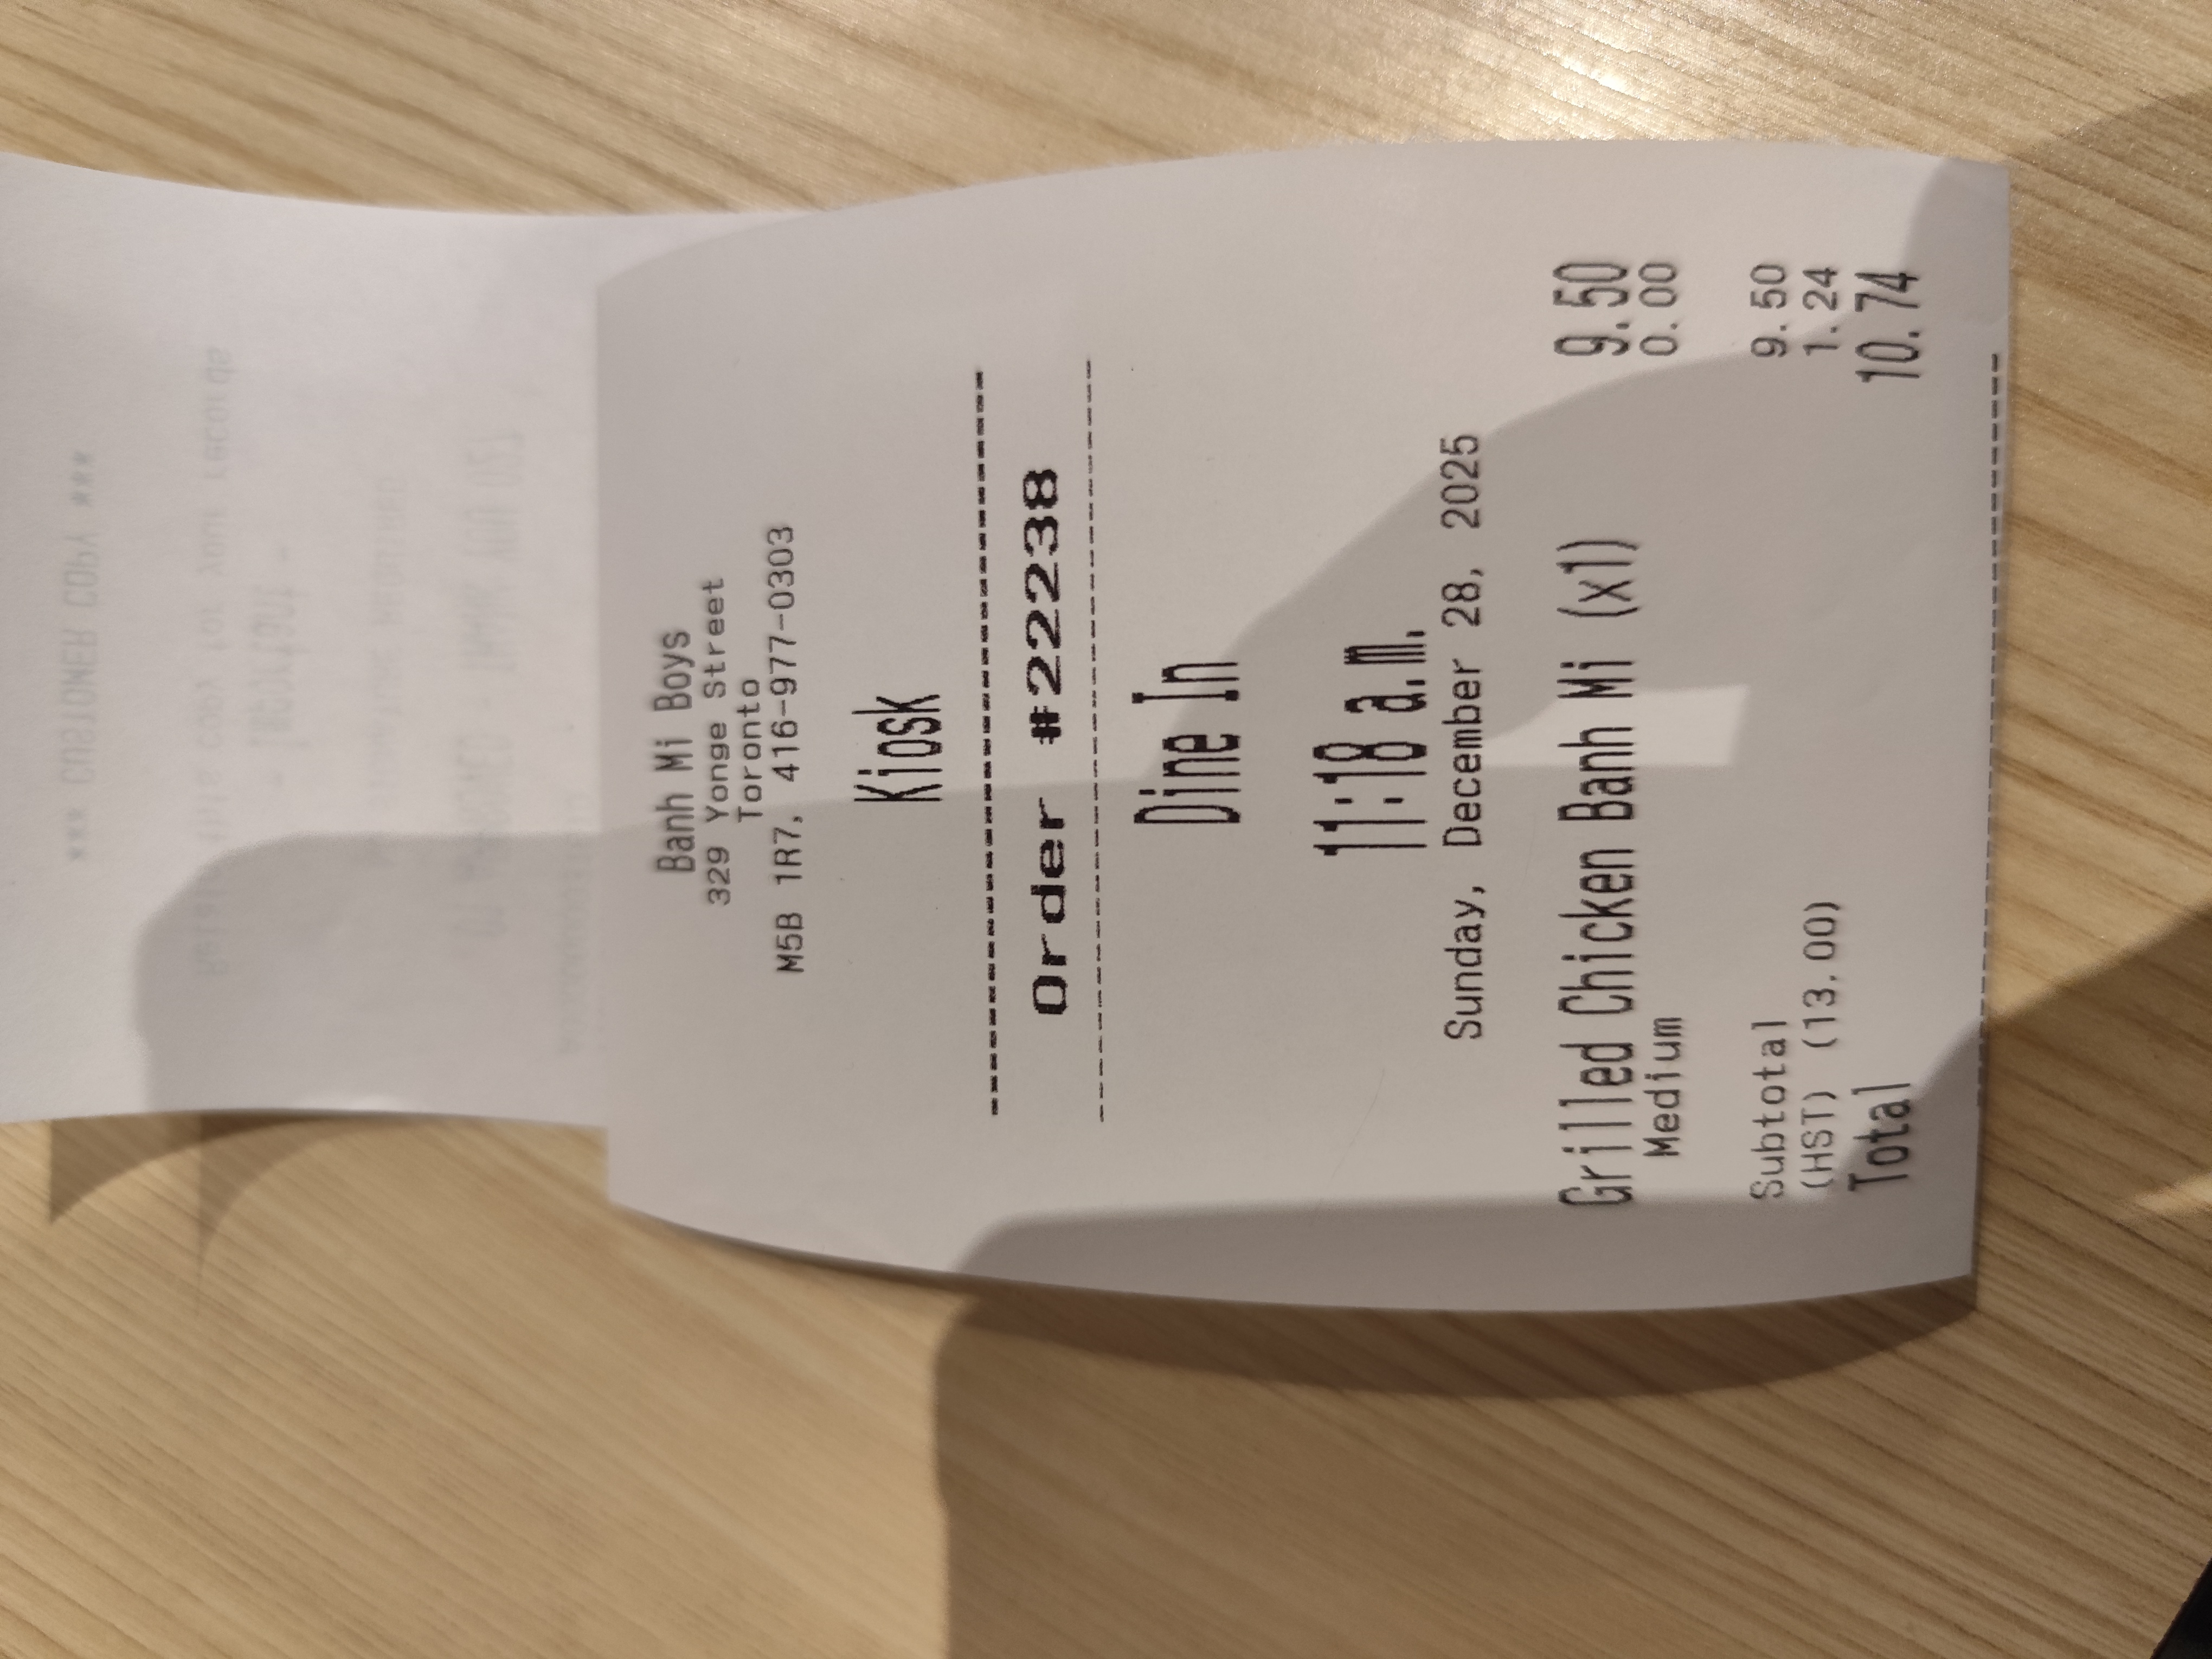 Banh Mi Boys
329 Yonge Street
Toronto
M5B 1R7, 416-977-0303
Kiosk
Order #22238
Dine In
11:18 a.m.
Sunday, December 28, 2025
Grilled Chicken Banh Mi (x1) 9.50
Medium 0.00
Subtotal 9.50
(HST) (13.00) 1.24
Total 10.74
*** CUSTOMER COPY ***